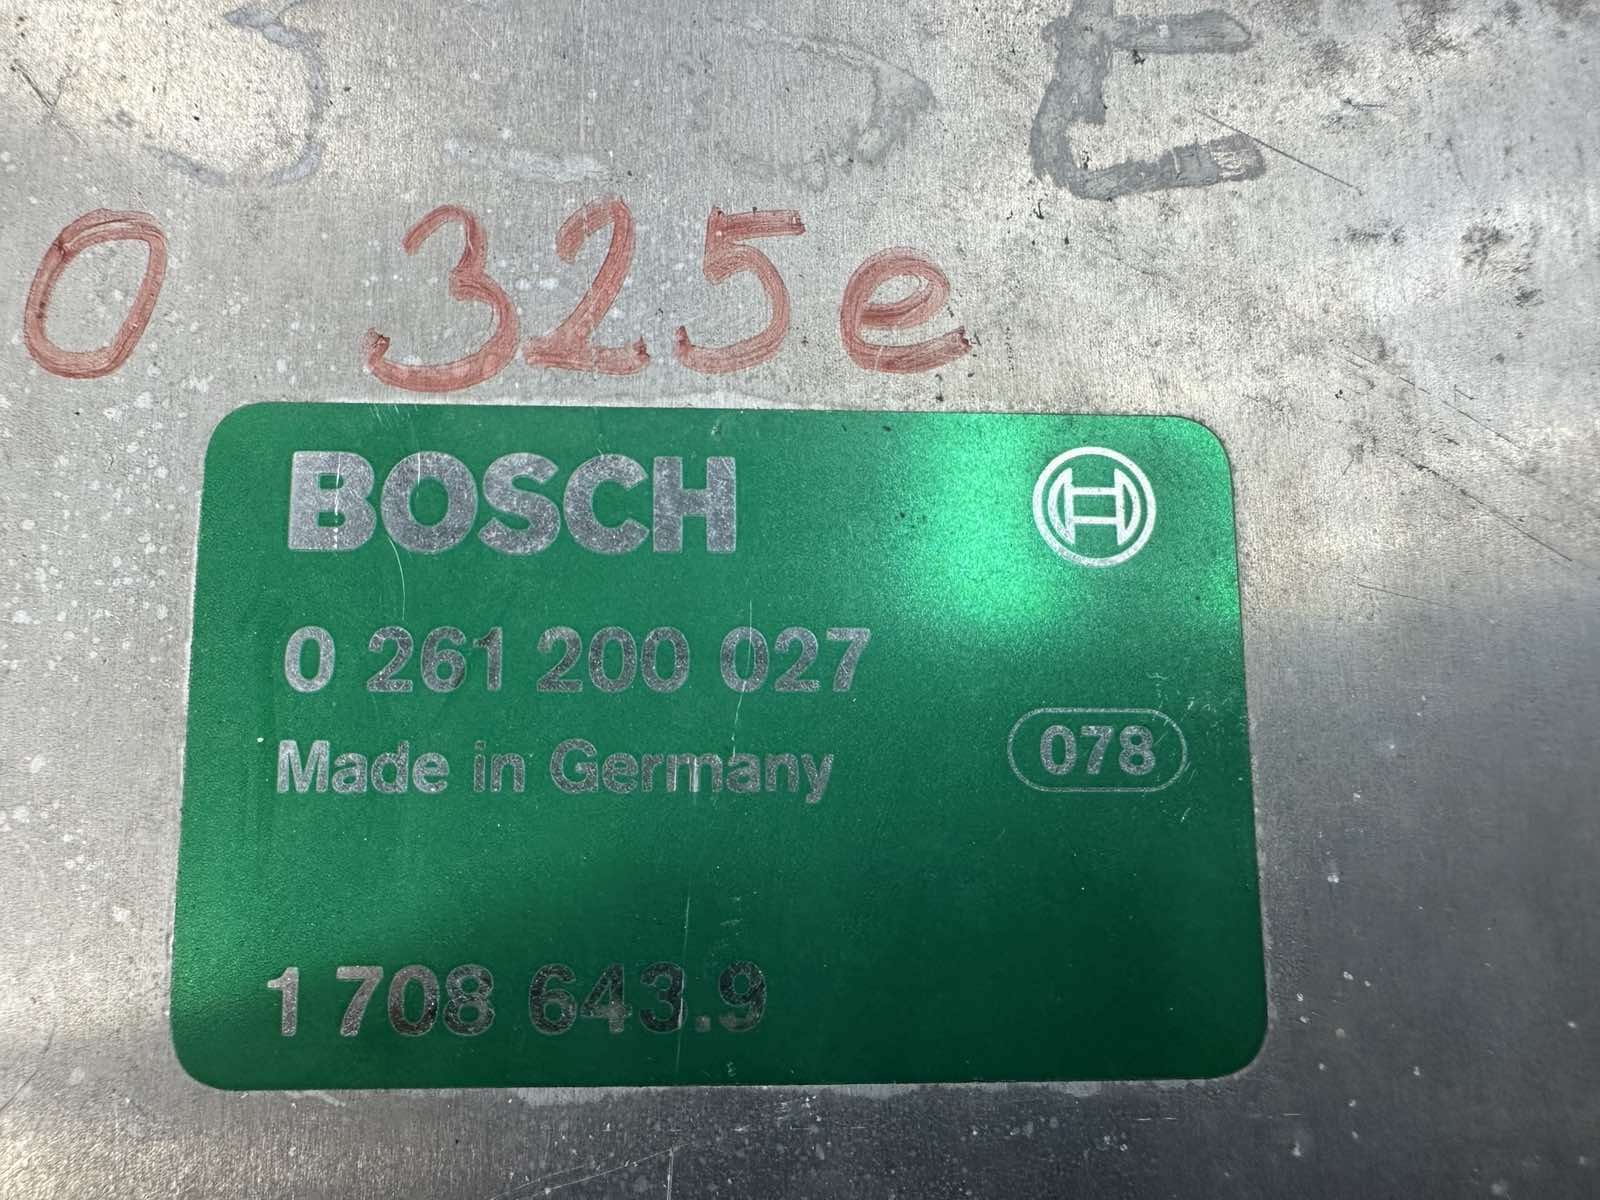 0 325e
BOSCH
0 261 200 027
Made in Germany
078
1 708 643.9